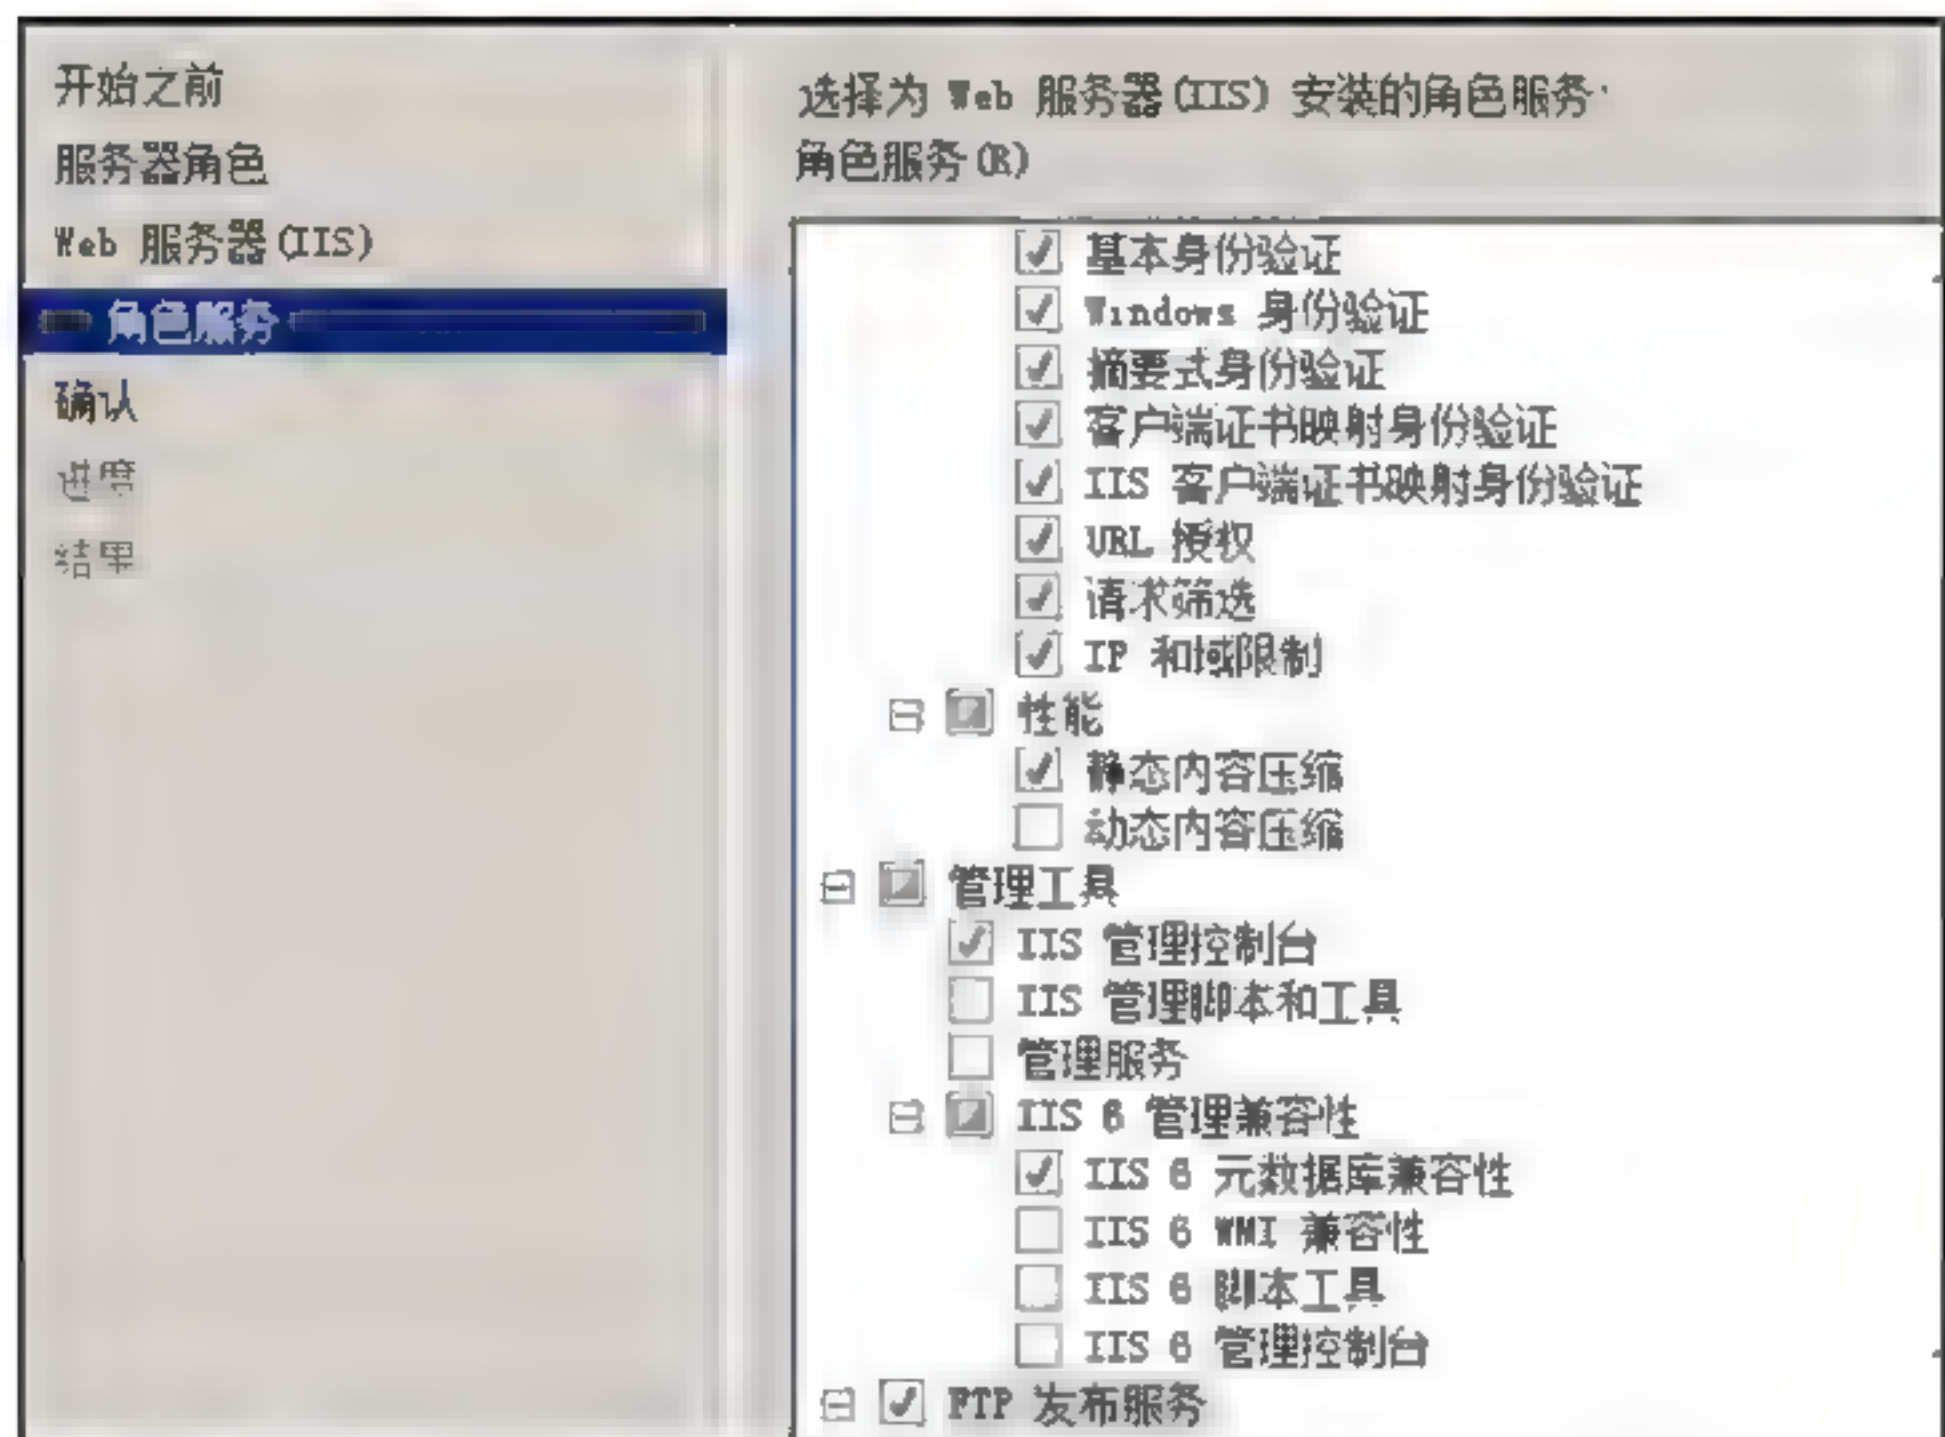 开始之前
服务器角色
Web 服务器(IIS)
角色服务
确认
进度
结果
选择为 Web 服务器(IIS) 安装的角色服务
角色服务(R)
基本身份验证
Windows 身份验证
摘要式身份验证
客户端证书映射身份验证
IIS 客户端证书映射身份验证
URL 授权
请求筛选
IP 和域限制
性能
静态内容压缩
动态内容压缩
管理工具
IIS 管理控制台
IIS 管理脚本和工具
管理服务
IIS 6 管理兼容性
IIS 6 元数据库兼容性
IIS 6 WMI 兼容性
IIS 6 脚本工具
IIS 6 管理控制台
FTP 发布服务